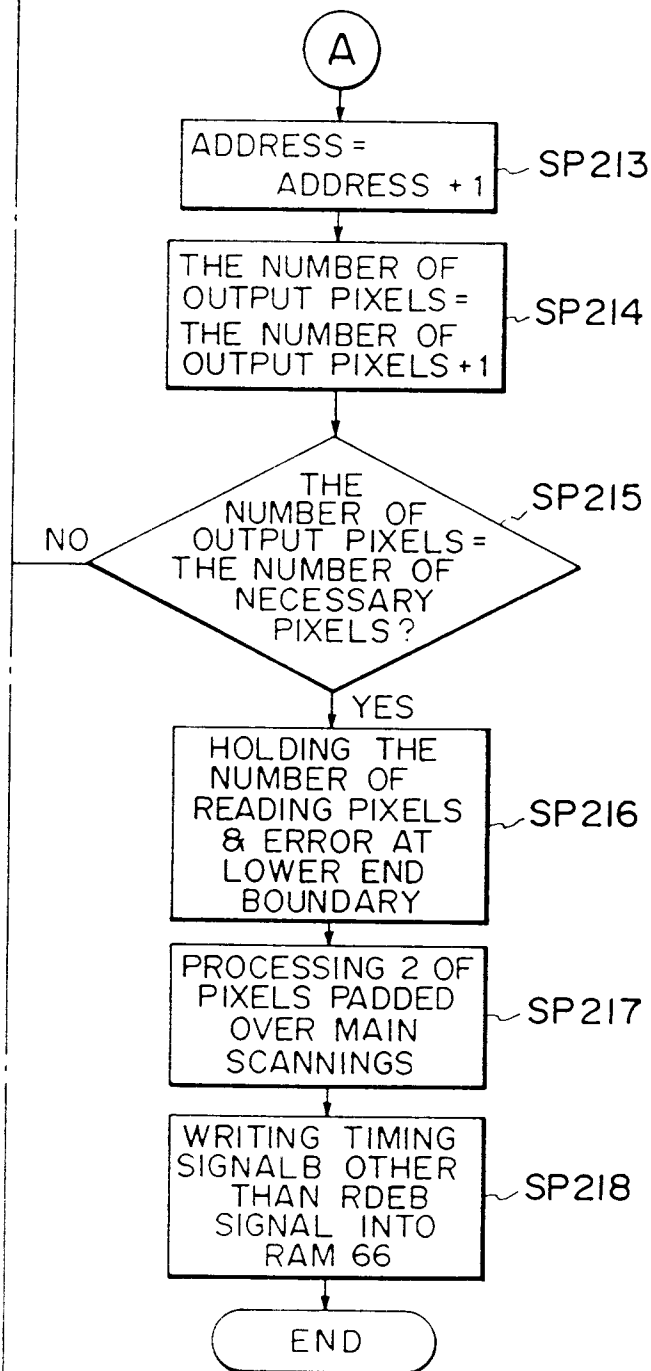 A
ADDRESS =
ADDRESS + 1
SP213
THE NUMBER OF
OUTPUT PIXELS =
THE NUMBER OF
OUTPUT PIXELS + 1
SP214
THE
NUMBER OF
OUTPUT PIXELS =
THE NUMBER OF
NECESSARY
PIXELS?
SP215
NO
YES
HOLDING THE
NUMBER OF
READING PIXELS
& ERROR AT
LOWER END
BOUNDARY
SP216
PROCESSING 2 OF
PIXELS PADDED
OVER MAIN
SCANNINGS
SP217
WRITING TIMING
SIGNALB OTHER
THAN RDEB
SIGNAL INTO
RAM 66
SP218
END